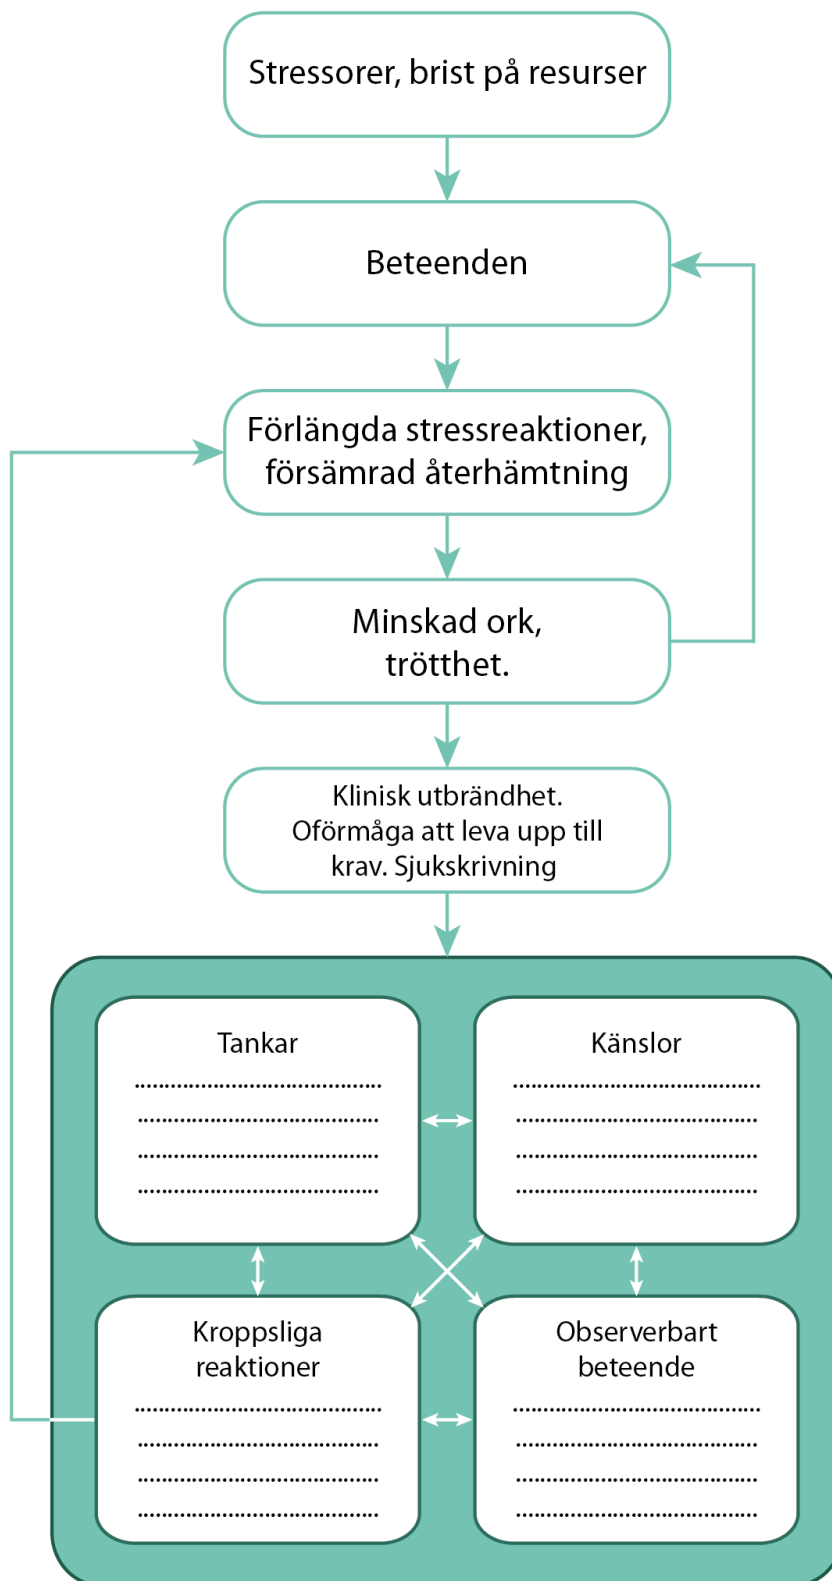 Stressorer, brist på resurser
Beteenden
Förlängda stressreaktioner,
försämrad återhämtning
Minskad ork,
trötthet.
Klinisk utbrändhet.
Oförmåga att leva upp till
krav. Sjukskrivning
Tankar
..........................................
.........................................
.........................................
.........................................
Känslor
..........................................
.........................................
.........................................
.........................................
Kroppsliga
reaktioner
..........................................
.........................................
.........................................
.........................................
Observerbart
beteende
..........................................
.........................................
.........................................
.........................................